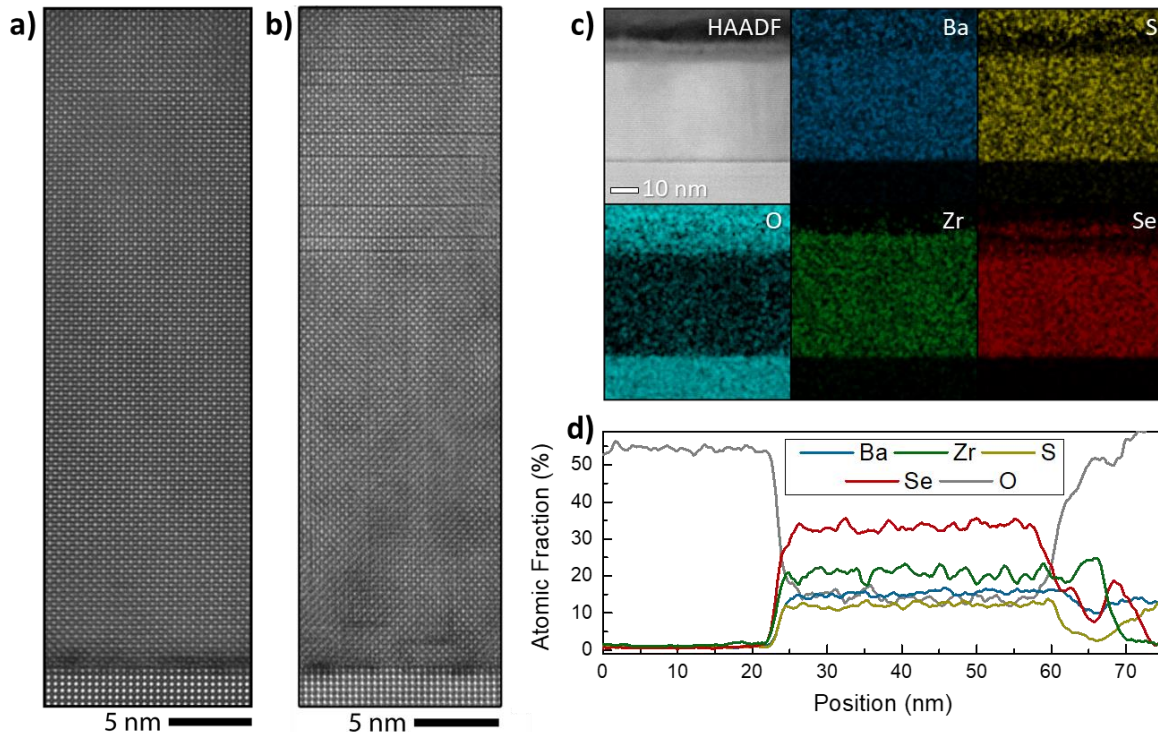 a)
5 nm
b)
5 nm
c)
HAADF
10 nm
Ba
S
O
Zr
Se
d)
Atomic Fraction (%)
50
40
30
20
10
0
Ba
Zr
S
Se
O
0
10
20
30
40
50
60
70
Position (nm)